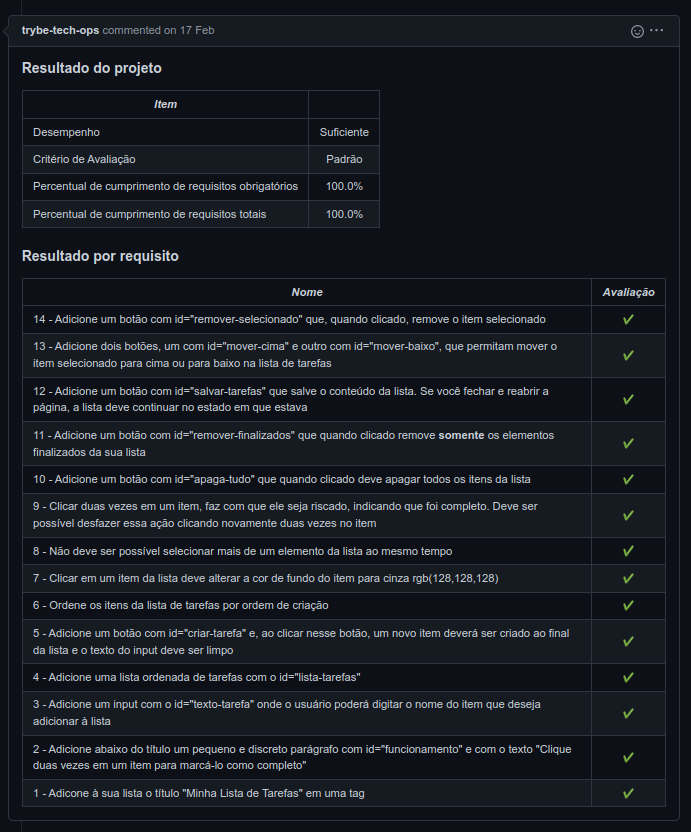 trybe-tech-ops commented on 17 Feb
Resultado do projeto
Item
Desempenho Suficiente
Critério de Avaliação Padrão
Percentual de cumprimento de requisitos obrigatórios 100.0%
Percentual de cumprimento de requisitos totais 100.0%
Resultado por requisito
Nome Avaliação
14 - Adicione um botão com id="remover-selecionado" que, quando clicado, remove o item selecionado ✔
13 - Adicione dois botões, um com id="mover-cima" e outro com id="mover-baixo", que permitam mover o
item selecionado para cima ou para baixo na lista de tarefas ✔
12 - Adicione um botão com id="salvar-tarefas" que salve o conteúdo da lista. Se você fechar e reabrir a
página, a lista deve continuar no estado em que estava ✔
11 - Adicione um botão com id="remover-finalizados" que quando clicado remove somente os elementos
finalizados da sua lista ✔
10 - Adicione um botão com id="apaga-tudo" que quando clicado deve apagar todos os itens da lista ✔
9 - Clicar duas vezes em um item, faz com que ele seja riscado, indicando que foi completo. Deve ser
possível desfazer essa ação clicando novamente duas vezes no item ✔
8 - Não deve ser possível selecionar mais de um elemento da lista ao mesmo tempo ✔
7 - Clicar em um item da lista deve alterar a cor de fundo do item para cinza rgb(128,128,128) ✔
6 - Ordene os itens da lista de tarefas por ordem de criação ✔
5 - Adicione um botão com id="criar-tarefa" e, ao clicar nesse botão, um novo item deverá ser criado ao final
da lista e o texto do input deve ser limpo ✔
4 - Adicione uma lista ordenada de tarefas com o id="lista-tarefas" ✔
3 - Adicione um input com o id="texto-tarefa" onde o usuário poderá digitar o nome do item que deseja
adicionar à lista ✔
2 - Adicione abaixo do título um pequeno e discreto parágrafo com id="funcionamento" e com o texto "Clique
duas vezes em um item para marcá-lo como completo" ✔
1 - Adicone à sua lista o título "Minha Lista de Tarefas" em uma tag ✔